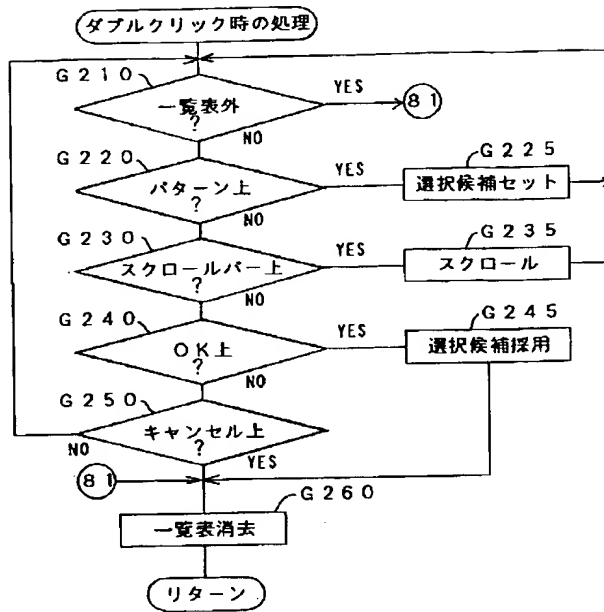 ダブルクリック時の処理
G210
一覧表外
?
YES
81
NO
G220
パターン上
?
YES
G225
選択候補セット
NO
G230
スクロールバー上
?
YES
G235
スクロール
NO
G240
OK上
?
YES
G245
選択候補採用
NO
G250
キャンセル上
?
NO
YES
81
G260
一覧表消去
リターン